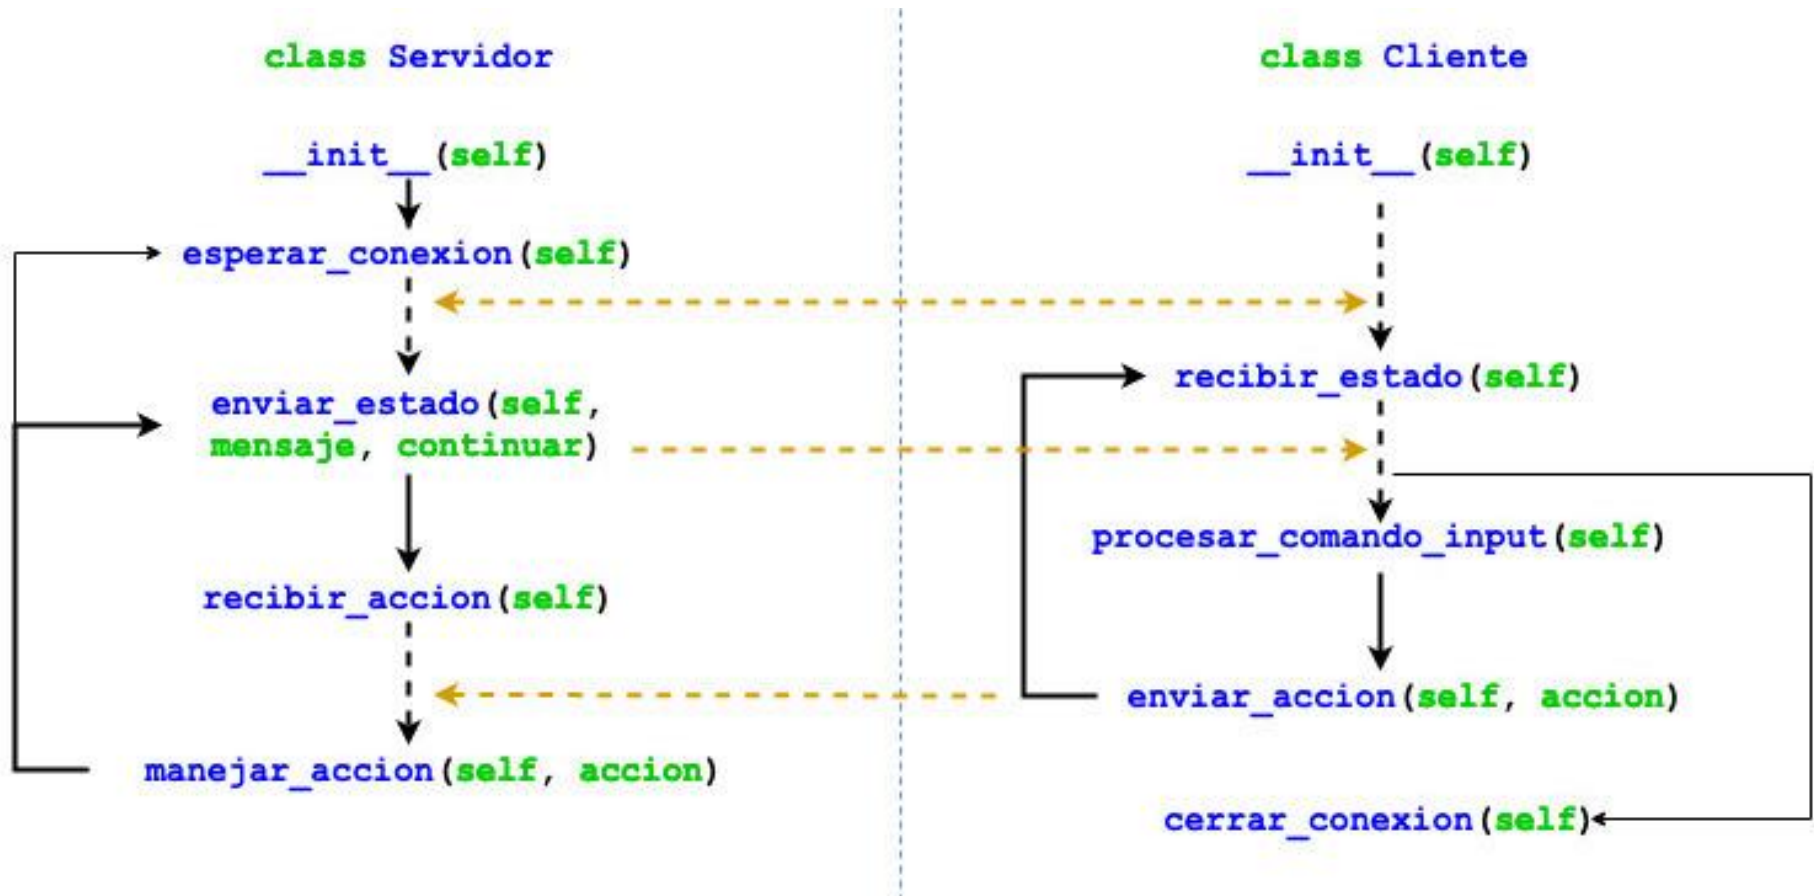 class Servidor
__init__(self)
esperar_conexion(self)
enviar_estado(self,
mensaje, continuar)
recibir_accion(self)
manejar_accion(self, accion)
class Cliente
__init__(self)
recibir_estado(self)
procesar_comando_input(self)
enviar_accion(self, accion)
cerrar_conexion(self)